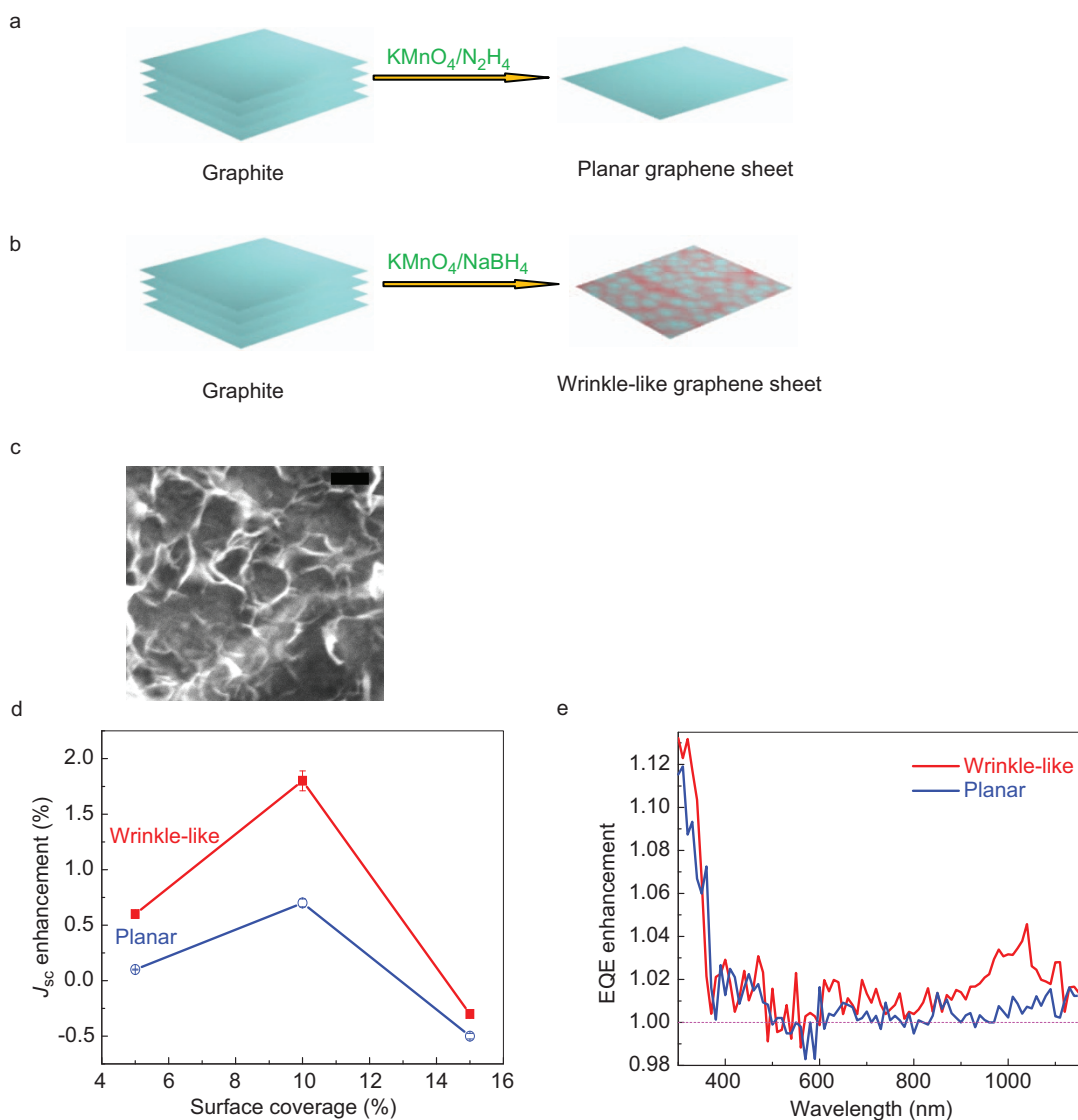 a
KMnO4/N2H4
Graphite
Planar graphene sheet
b
KMnO4/NaBH4
Graphite
Wrinkle-like graphene sheet
c
d
2.0
1.5
1.0
0.5
0.0
-0.5
4
6
8
10
12
14
16
Jsc enhancement (%)
Surface coverage (%)
Wrinkle-like
Planar
e
1.12
1.10
1.08
1.06
1.04
1.02
1.00
0.98
400
600
800
1000
EQE enhancement
Wavelength (nm)
Wrinkle-like
Planar